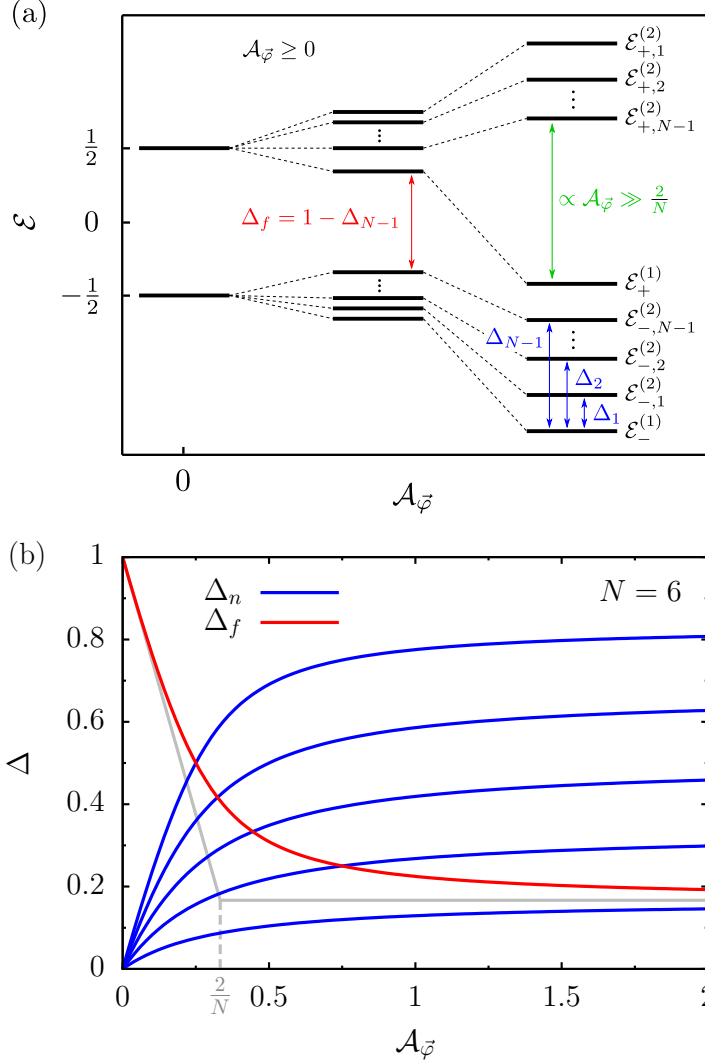 (a)
𝒜_φ⃗ ≥ 0
ℰ
1/2
0
−1/2
Δ_f = 1 − Δ_{N−1}
ℰ^{(2)}_{+,1}
ℰ^{(2)}_{+,2}
ℰ^{(2)}_{+,N−1}
∝ 𝒜_φ⃗ ≫ 2/N
ℰ^{(1)}_{+}
ℰ^{(2)}_{−,N−1}
ℰ^{(2)}_{−,2}
ℰ^{(2)}_{−,1}
ℰ^{(1)}_{−}
Δ_{N−1}
Δ_2
Δ_1
0
𝒜_φ⃗
(b)
Δ_n
Δ_f
N = 6
Δ
1
0.8
0.6
0.4
0.2
0
0 2/N 0.5 1 1.5 2
𝒜_φ⃗